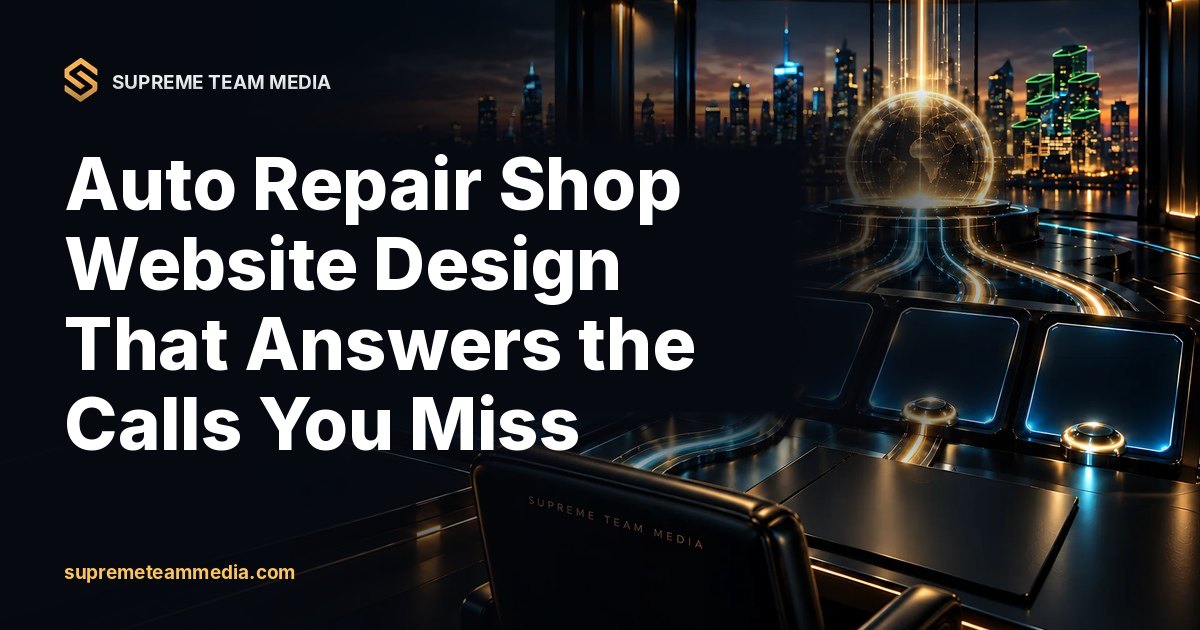 SUPREME TEAM MEDIA
Auto Repair Shop
Website Design
That Answers the
Calls You Miss
SUPREME TEAM MEDIA
supremeteammedia.com